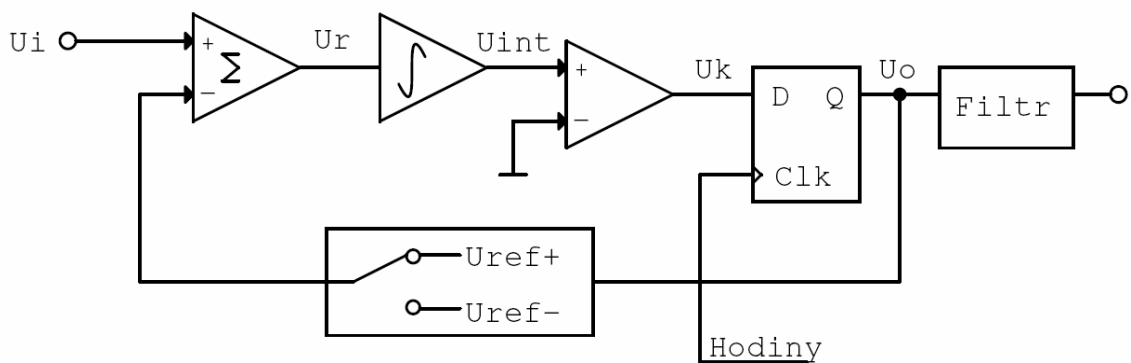 Ui
+
−
Σ
Ur
∫
Uint
+
−
Uk
D Q
Clk
Uo
Filtr
Uref+
Uref−
Hodiny